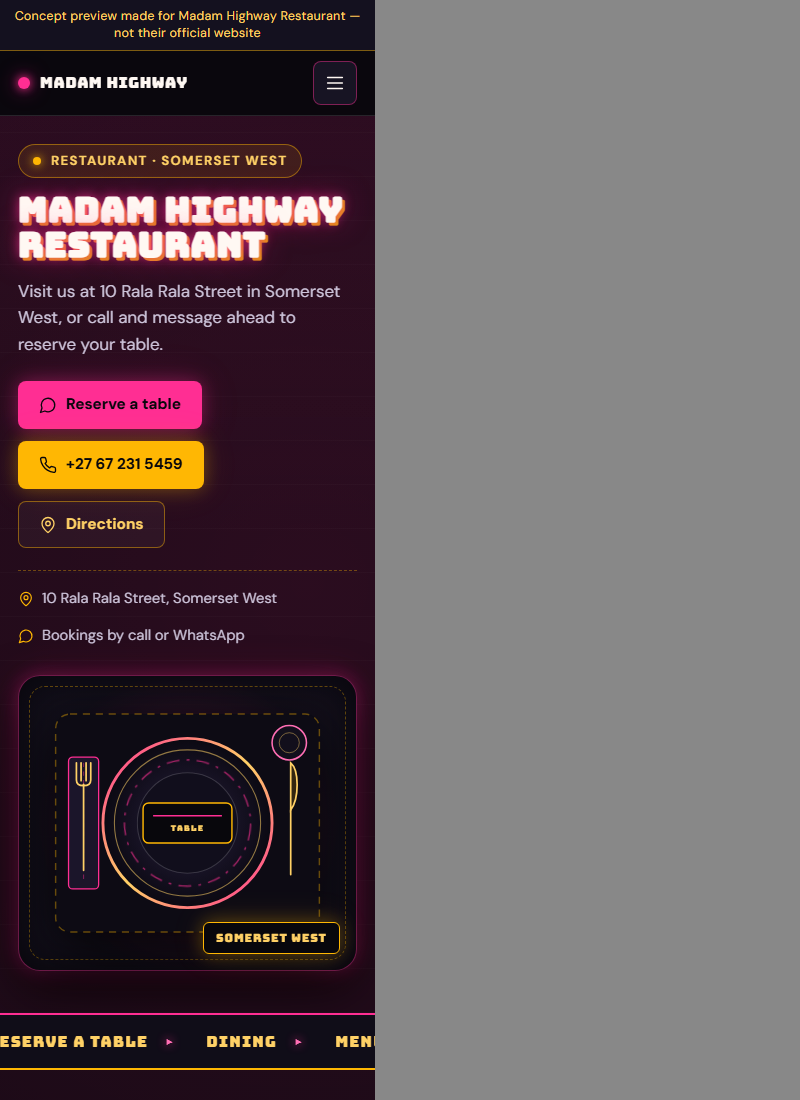 Concept preview made for Madam Highway Restaurant —
not their official website
MADAM HIGHWAY
RESTAURANT · SOMERSET WEST
MADAM HIGHWAY
RESTAURANT
Visit us at 10 Rala Rala Street in Somerset
West, or call and message ahead to
reserve your table.
Reserve a table
+27 67 231 5459
Directions
10 Rala Rala Street, Somerset West
Bookings by call or WhatsApp
TABLE
SOMERSET WEST
ESERVE A TABLE ▸ DINING ▸ MEN